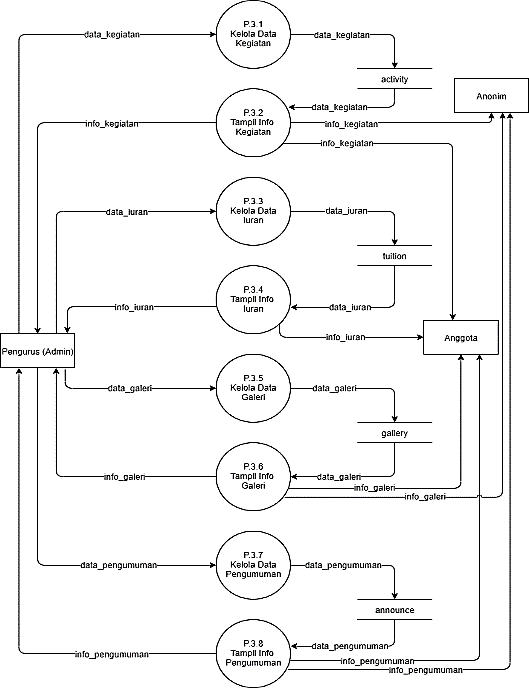 P.3.1
Kelola Data
Kegiatan
data_kegiatan
data_kegiatan
activity
Anonim
P.3.2
Tampil Info
Kegiatan
data_kegiatan
info_kegiatan
info_kegiatan
info_kegiatan
P.3.3
Kelola Data
Iuran
data_iuran
data_iuran
tuition
P.3.4
Tampil Info
Iuran
info_iuran
data_iuran
info_iuran
Anggota
Pengurus (Admin)
P.3.5
Kelola Data
Galeri
data_galeri
data_galeri
gallery
P.3.6
Tampil Info
Galeri
info_galeri
data_galeri
info_galeri
info_galeri
P.3.7
Kelola Data
Pengumuman
data_pengumuman
data_pengumuman
announce
P.3.8
Tampil Info
Pengumuman
info_pengumuman
data_pengumuman
info_pengumuman
info_pengumuman